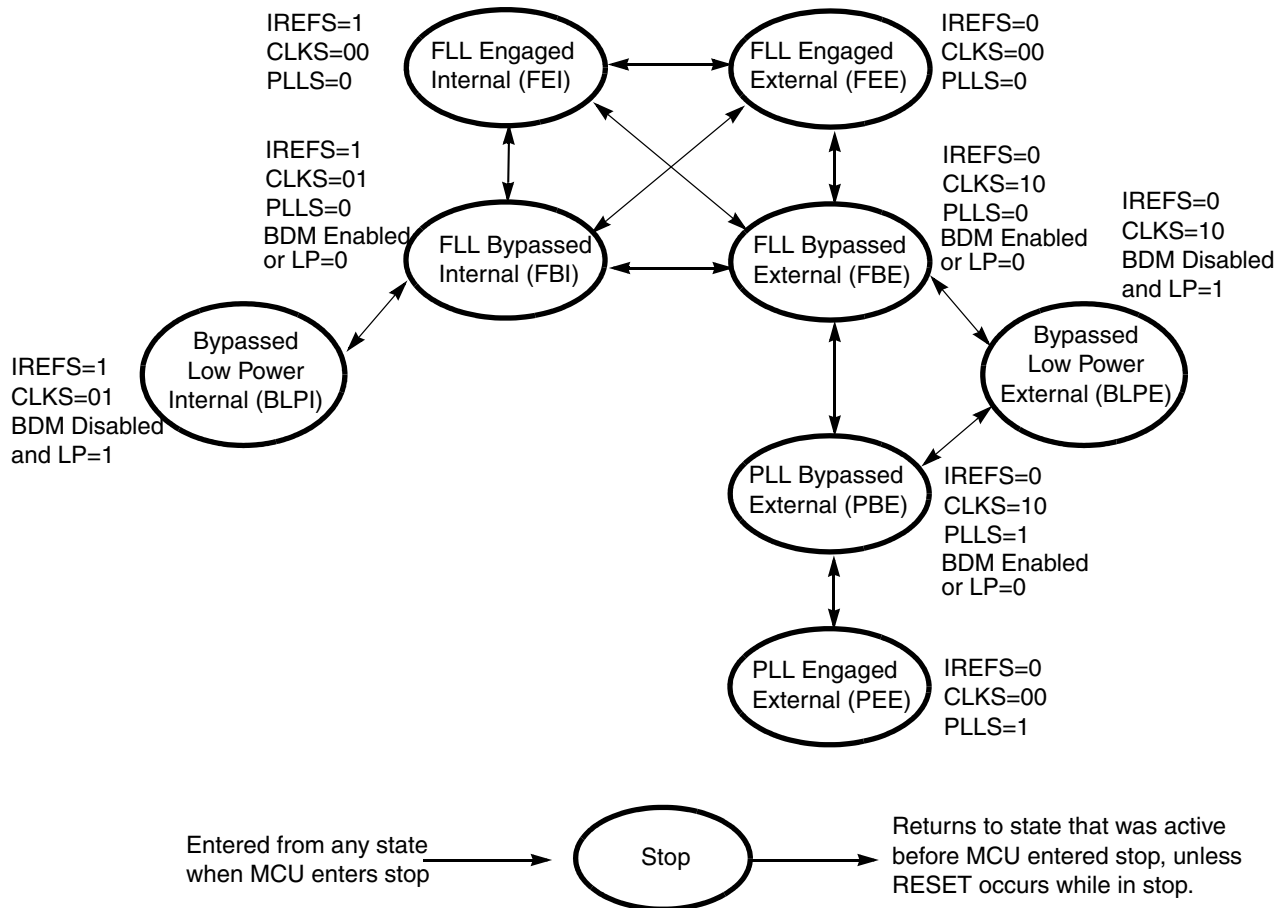 IREFS=1
CLKS=00
PLLS=0
FLL Engaged
Internal (FEI)
FLL Engaged
External (FEE)
IREFS=0
CLKS=00
PLLS=0
IREFS=1
CLKS=01
PLLS=0
BDM Enabled
or LP=0
FLL Bypassed
Internal (FBI)
FLL Bypassed
External (FBE)
IREFS=0
CLKS=10
PLLS=0
BDM Enabled
or LP=0
IREFS=0
CLKS=10
BDM Disabled
and LP=1
IREFS=1
CLKS=01
BDM Disabled
and LP=1
Bypassed
Low Power
Internal (BLPI)
Bypassed
Low Power
External (BLPE)
PLL Bypassed
External (PBE)
IREFS=0
CLKS=10
PLLS=1
BDM Enabled
or LP=0
PLL Engaged
External (PEE)
IREFS=0
CLKS=00
PLLS=1
Entered from any state
when MCU enters stop
Stop
Returns to state that was active
before MCU entered stop, unless
RESET occurs while in stop.